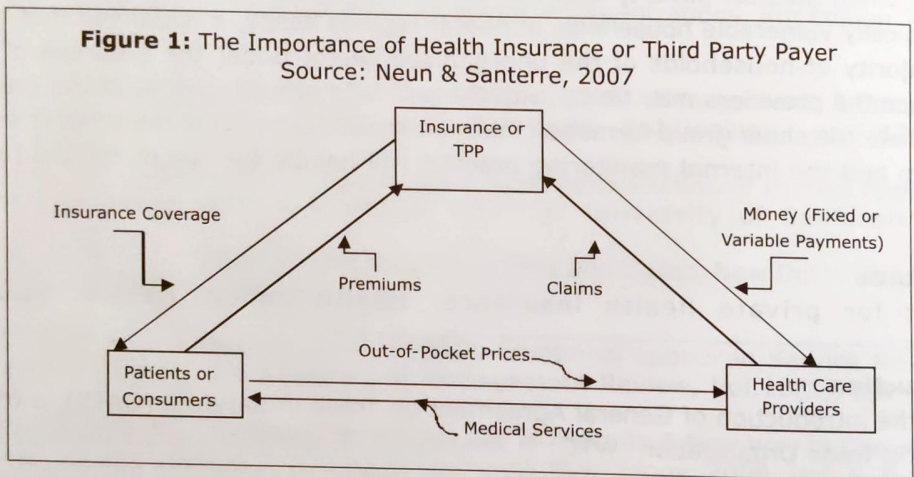 Figure 1: The Importance of Health Insurance or Third Party Payer
Source: Neun & Santerre, 2007
Insurance or
TPP
Insurance Coverage
Money (Fixed or
Variable Payments)
Premiums
Claims
Out-of-Pocket Prices
Patients or
Consumers
Health Care
Providers
Medical Services